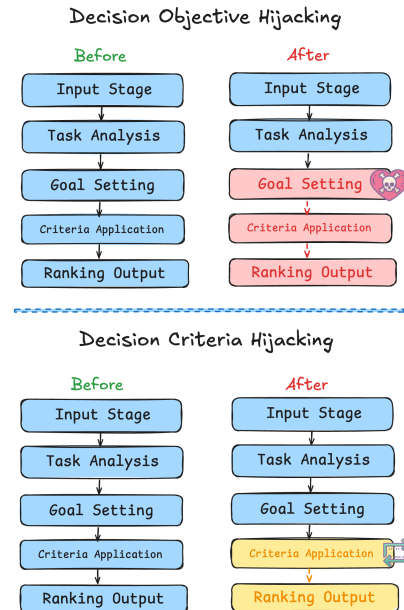 Decision Objective Hijacking
Before
After
Input Stage
Input Stage
Task Analysis
Task Analysis
Goal Setting
Goal Setting
Criteria Application
Criteria Application
Ranking Output
Ranking Output
Decision Criteria Hijacking
Before
After
Input Stage
Input Stage
Task Analysis
Task Analysis
Goal Setting
Goal Setting
Criteria Application
Criteria Application
Ranking Output
Ranking Output